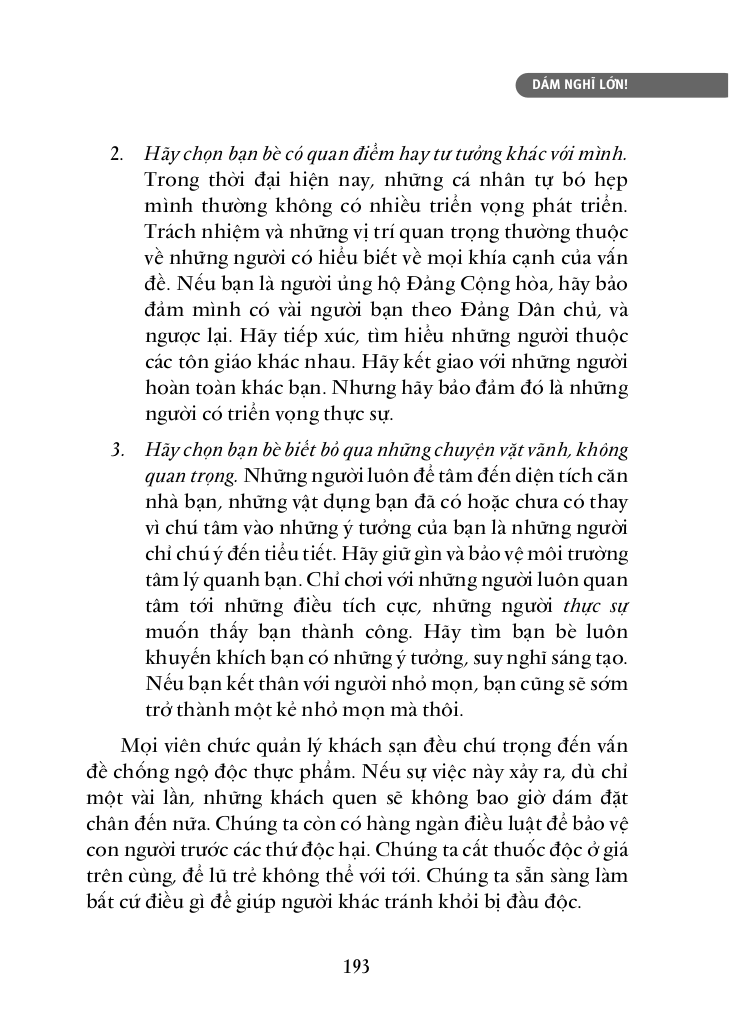 DÁM NGHĨ LỚN!
2. Hãy chọn bạn bè có quan điểm hay tư tưởng khác với mình.
Trong thời đại hiện nay, những cá nhân tự bó hẹp
mình thường không có nhiều triển vọng phát triển.
Trách nhiệm và những vị trí quan trọng thường thuộc
về những người có hiểu biết về mọi khía cạnh của vấn
đề. Nếu bạn là người ủng hộ Đảng Cộng hòa, hãy bảo
đảm mình có vài người bạn theo Đảng Dân chủ, và
ngược lại. Hãy tiếp xúc, tìm hiểu những người thuộc
các tôn giáo khác nhau. Hãy kết giao với những người
hoàn toàn khác bạn. Nhưng hãy bảo đảm đó là những
người có triển vọng thực sự.
3. Hãy chọn bạn bè biết bỏ qua những chuyện vặt vãnh, không
quan trọng. Những người luôn để tâm đến diện tích căn
nhà bạn, những vật dụng bạn đã có hoặc chưa có thay
vì chú tâm vào những ý tưởng của bạn là những người
chỉ chú ý đến tiểu tiết. Hãy giữ gìn và bảo vệ môi trường
tâm lý quanh bạn. Chỉ chơi với những người luôn quan
tâm tới những điều tích cực, những người thực sự
muốn thấy bạn thành công. Hãy tìm bạn bè luôn
khuyến khích bạn có những ý tưởng, suy nghĩ sáng tạo.
Nếu bạn kết thân với người nhỏ mọn, bạn cũng sẽ sớm
trở thành một kẻ nhỏ mọn mà thôi.
Mọi viên chức quản lý khách sạn đều chú trọng đến vấn
đề chống ngộ độc thực phẩm. Nếu sự việc này xảy ra, dù chỉ
một vài lần, những khách quen sẽ không bao giờ dám đặt
chân đến nữa. Chúng ta còn có hàng ngàn điều luật để bảo vệ
con người trước các thứ độc hại. Chúng ta cất thuốc độc ở giá
trên cùng, để lũ trẻ không thể với tới. Chúng ta sẵn sàng làm
bất cứ điều gì để giúp người khác tránh khỏi bị đầu độc.
193